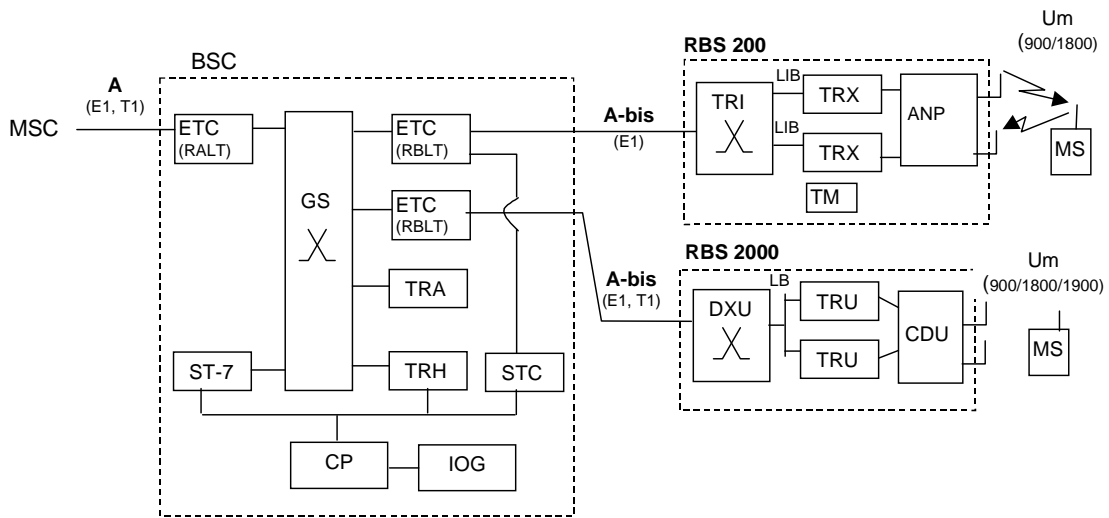 BSC
A
(E1, T1)
MSC
ETC
(RALT)
GS
ETC
(RBLT)
ETC
(RBLT)
TRA
ST-7
TRH
STC
CP
IOG
A-bis
(E1)
RBS 200
TRI
LIB
TRX
LIB
TRX
TM
ANP
Um
(900/1800)
MS
A-bis
(E1, T1)
RBS 2000
DXU
LB
TRU
TRU
CDU
Um
(900/1800/1900)
MS